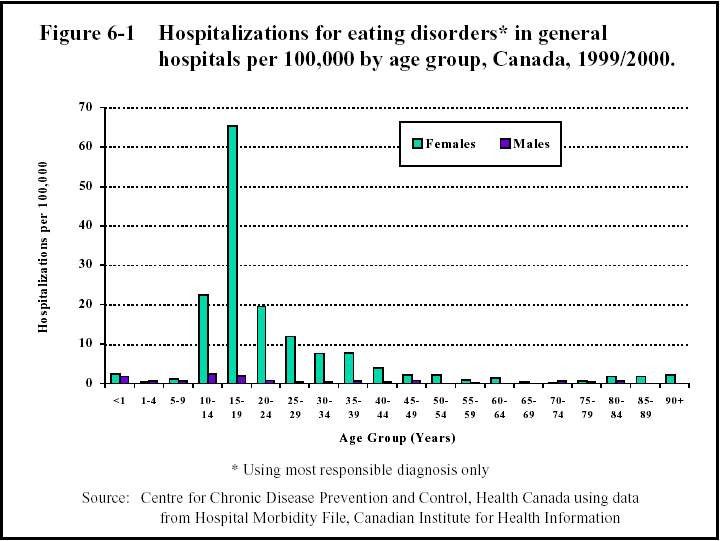 Figure 6-1 Hospitalizations for eating disorders* in general
hospitals per 100,000 by age group, Canada, 1999/2000.
70
60
50
40
30
20
10
0
Hospitalizations per 100,000
Females Males
<1 1-4 5-9 10- 15- 20- 25- 30- 35- 40- 45- 50- 55- 60- 65- 70- 75- 80- 85- 90+
14 19 24 29 34 39 44 49 54 59 64 69 74 79 84 89
Age Group (Years)
* Using most responsible diagnosis only
Source: Centre for Chronic Disease Prevention and Control, Health Canada using data
from Hospital Morbidity File, Canadian Institute for Health Information